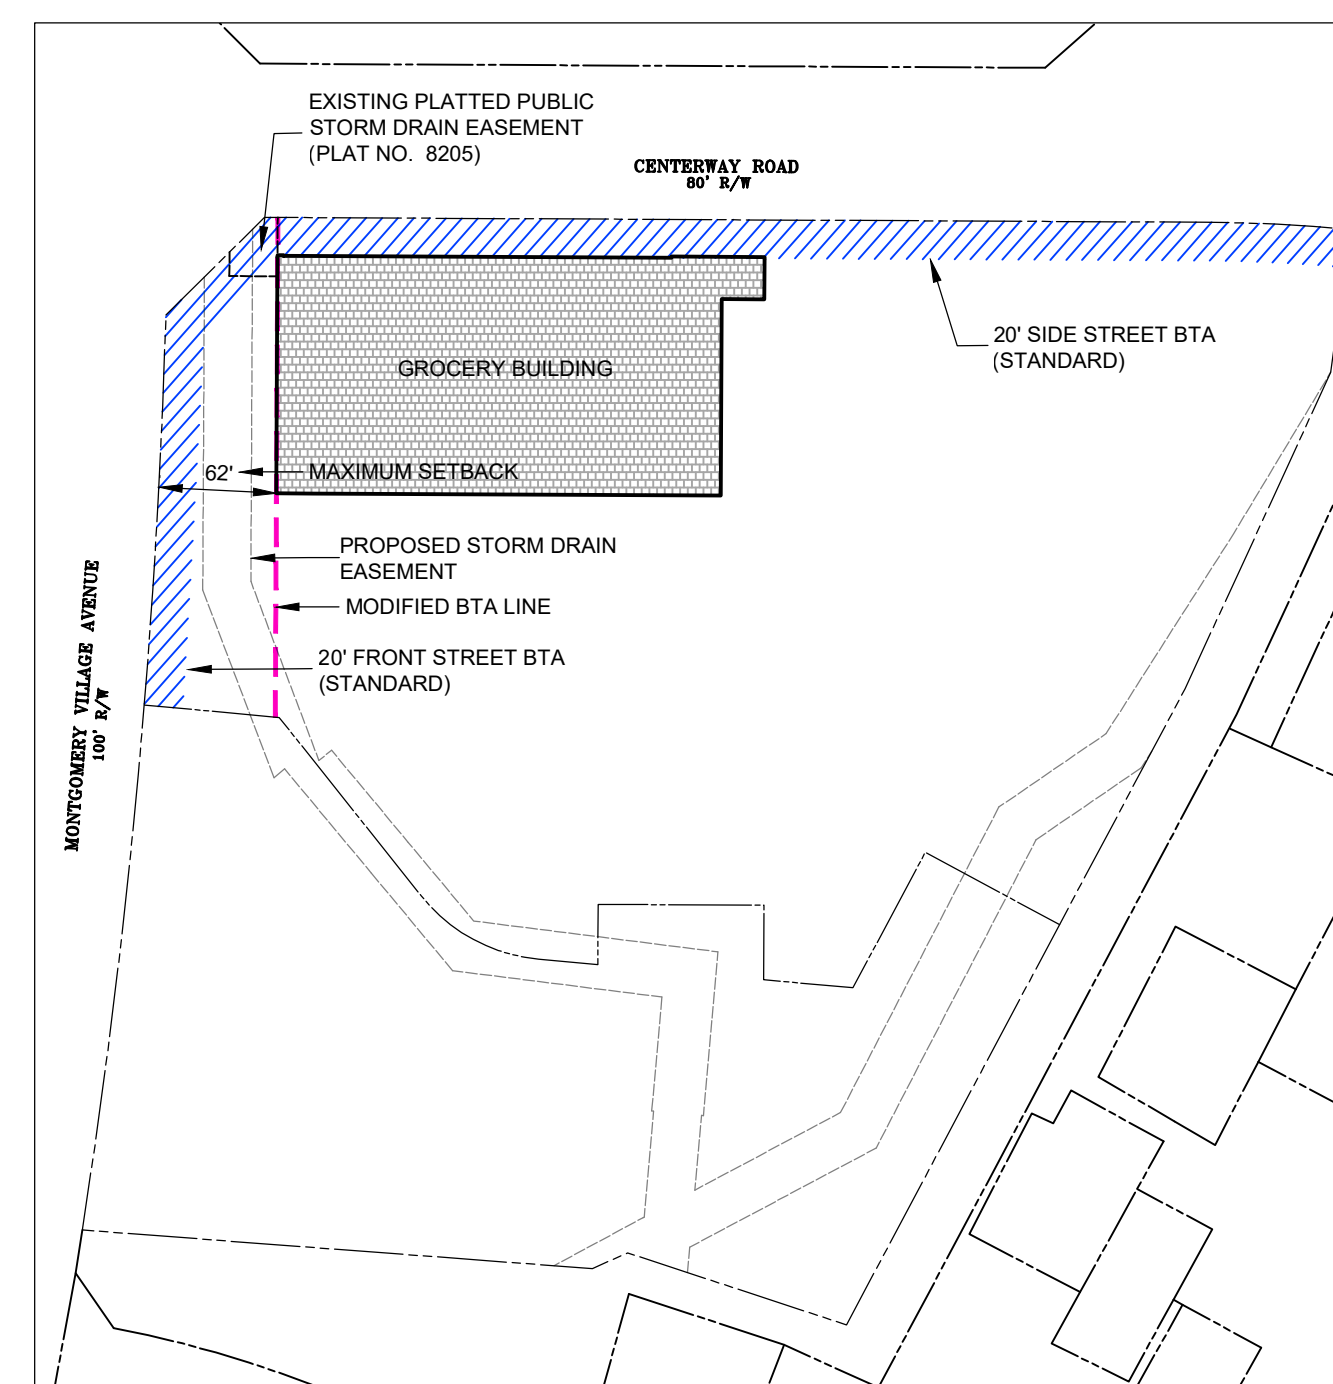 EXISTING PLATTED PUBLIC
STORM DRAIN EASEMENT
(PLAT NO. 8205)
CENTERWAY ROAD
80' R/W
20' SIDE STREET BTA
(STANDARD)
GROCERY BUILDING
62'
MAXIMUM SETBACK
PROPOSED STORM DRAIN
EASEMENT
MODIFIED BTA LINE
20' FRONT STREET BTA
(STANDARD)
MONTGOMERY VILLAGE AVENUE
100' R/W